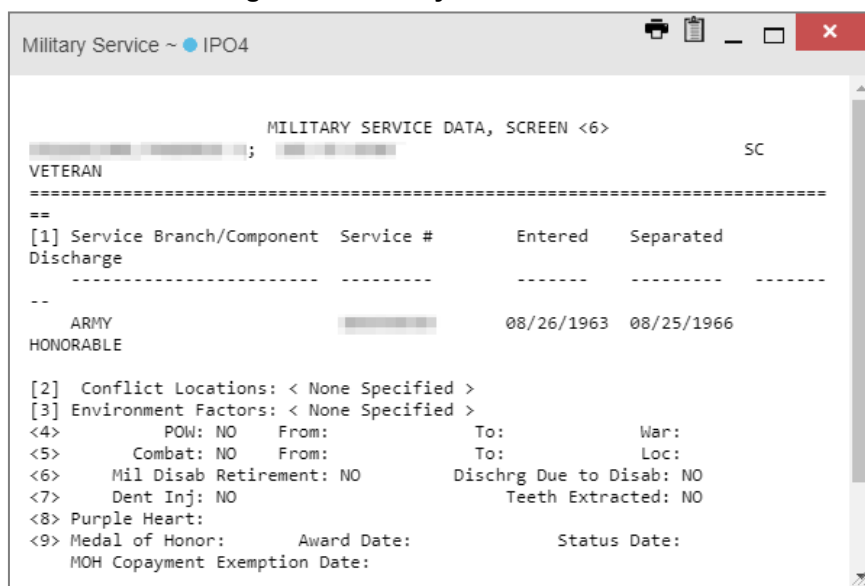 Military Service ~ IPO4
MILITARY SERVICE DATA, SCREEN <6>
; SC
VETERAN
==============================================================================
==
[1] Service Branch/Component Service # Entered Separated
Discharge
------------------------ --------- ------- --------- -------
--
ARMY 08/26/1963 08/25/1966
HONORABLE
[2] Conflict Locations: < None Specified >
[3] Environment Factors: < None Specified >
<4> POW: NO From: To: War:
<5> Combat: NO From: To: Loc:
<6> Mil Disab Retirement: NO Dischrg Due to Disab: NO
<7> Dent Inj: NO Teeth Extracted: NO
<8> Purple Heart:
<9> Medal of Honor: Award Date: Status Date:
MOH Copayment Exemption Date: